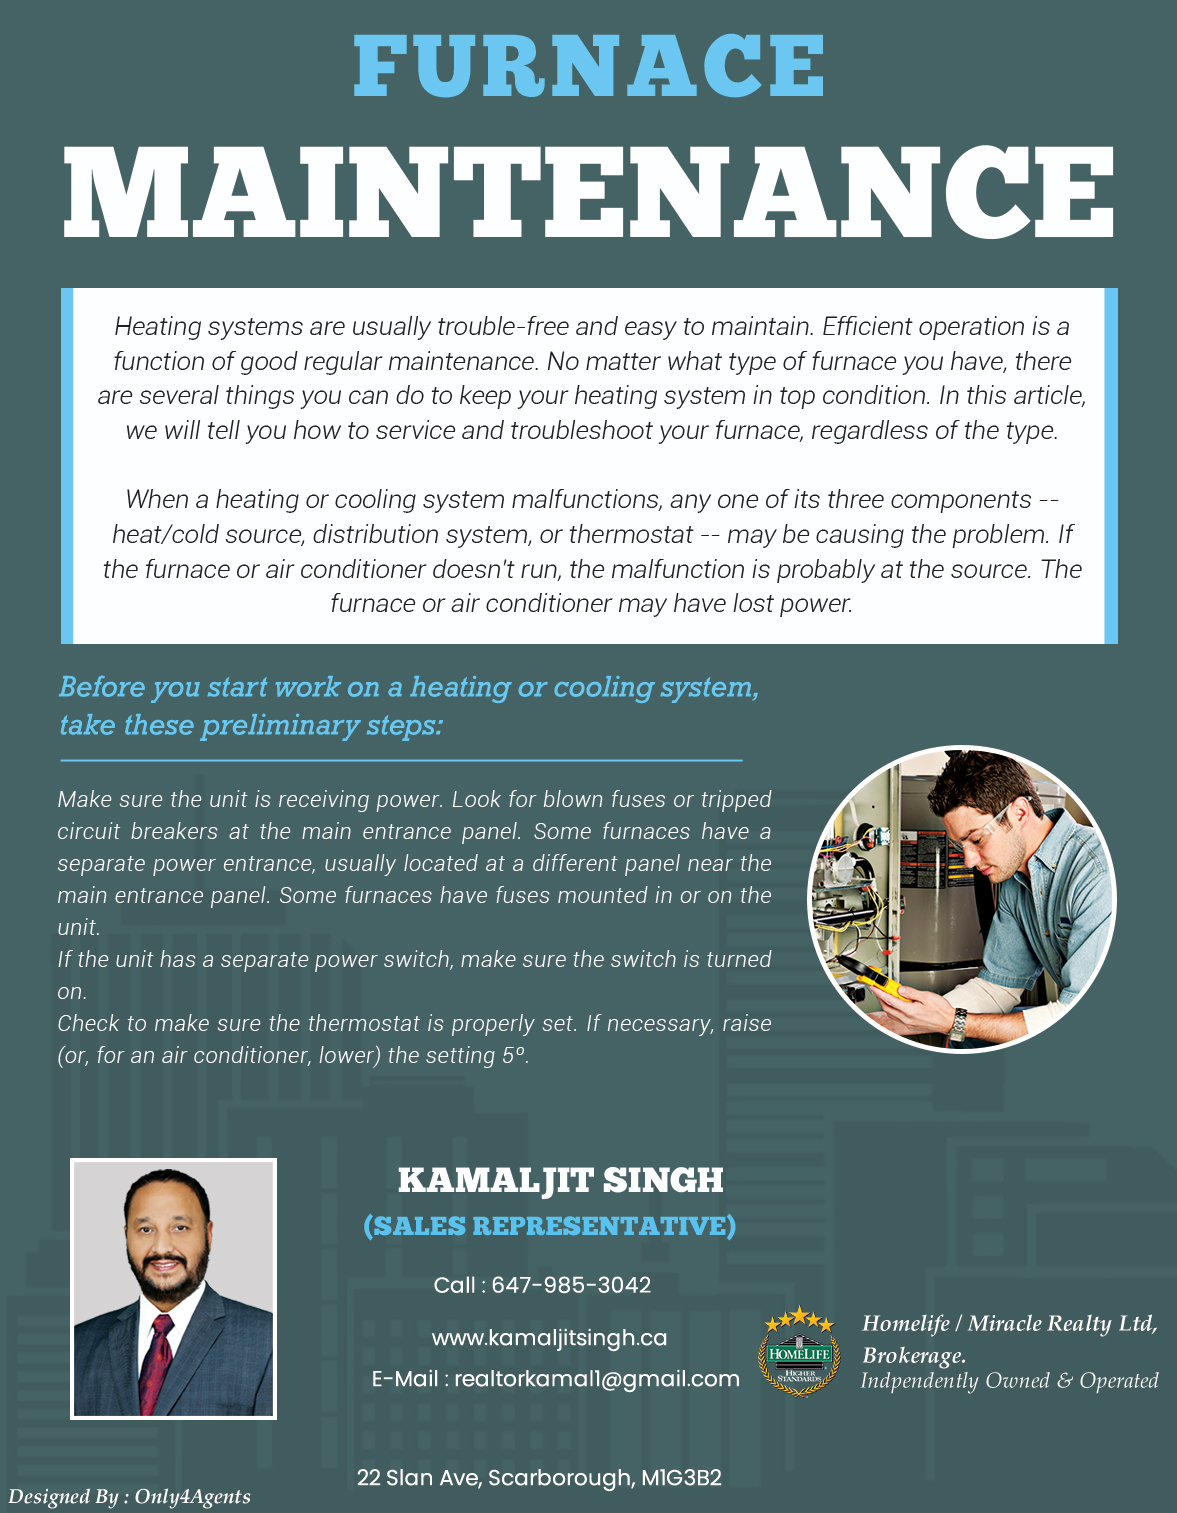 FURNACE
MAINTENANCE
Heating systems are usually trouble-free and easy to maintain. Efficient operation is a
function of good regular maintenance. No matter what type of furnace you have, there
are several things you can do to keep your heating system in top condition. In this article,
we will tell you how to service and troubleshoot your furnace, regardless of the type.
When a heating or cooling system malfunctions, any one of its three components --
heat/cold source, distribution system, or thermostat -- may be causing the problem. If
the furnace or air conditioner doesn't run, the malfunction is probably at the source. The
furnace or air conditioner may have lost power.
Before you start work on a heating or cooling system,
take these preliminary steps:
Make sure the unit is receiving power. Look for blown fuses or tripped
circuit breakers at the main entrance panel. Some furnaces have a
separate power entrance, usually located at a different panel near the
main entrance panel. Some furnaces have fuses mounted in or on the
unit.
If the unit has a separate power switch, make sure the switch is turned
on.
Check to make sure the thermostat is properly set. If necessary, raise
(or, for an air conditioner, lower) the setting 5º.
KAMALJIT SINGH
(SALES REPRESENTATIVE)
Call : 647-985-3042
www.kamaljitsingh.ca
E-Mail : realtorkamal1@gmail.com
HOMELIFE
HIGHER
STANDARDS
Homelife / Miracle Realty Ltd,
Brokerage.
Indpendently Owned & Operated
22 Slan Ave, Scarborough, M1G3B2
Designed By : Only4Agents